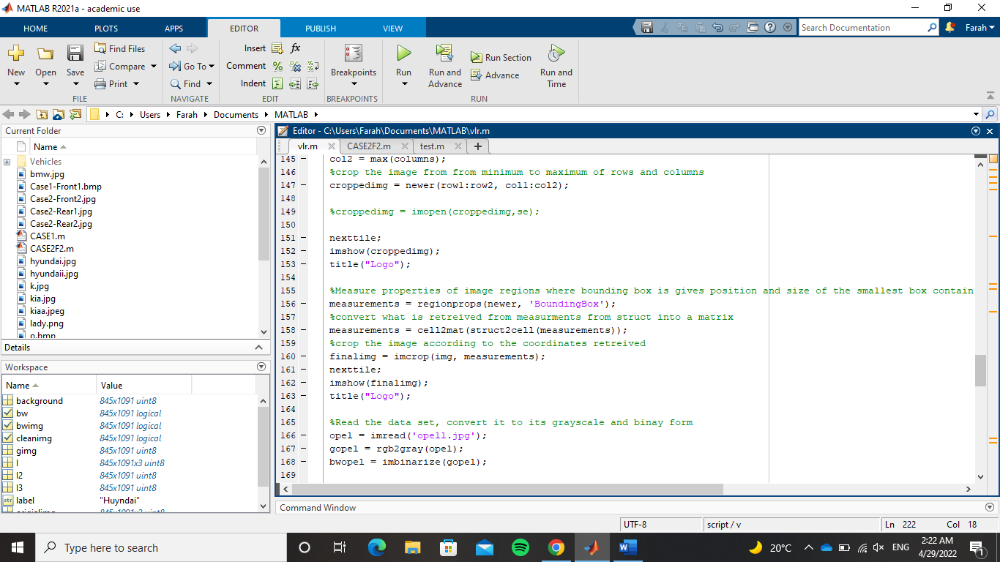 MATLAB R2021a - academic use
HOME PLOTS APPS EDITOR PUBLISH VIEW Search Documentation Farah
New Open Save Find Files Compare Print Go To Find Insert fx Comment Indent Breakpoints Run Run and Advance Run Section Advance Run and Time
FILE NAVIGATE EDIT BREAKPOINTS RUN
C: Users Farah Documents MATLAB
Current Folder
Name
Vehicles
bmw.jpg
Case1-Front1.bmp
Case2-Front2.jpg
Case2-Rear1.jpg
Case2-Rear2.jpg
CASE1.m
CASE2F2.m
hyundai.jpg
hyundaii.jpg
k.jpg
kia.jpg
kiaa.jpeg
lady.png
o.bmp
Details
Workspace
Name Value
background 845x1091 uint8
bw 845x1091 logical
bwimg 845x1091 logical
cleanimg 845x1091 logical
gimg 845x1091 uint8
I 845x1091x3 uint8
I2 845x1091 uint8
I3 845x1091 uint8
str label "Huyndai"
Editor - C:\Users\Farah\Documents\MATLAB\vlr.m
vlr.m CASE2F2.m test.m
145 col2 = max(columns);
146 %crop the image from from minimum to maximum of rows and columns
147 croppedimg = newer(row1:row2, col1:col2);
148
149 %croppedimg = imopen(croppedimg,se);
150
151 nexttile;
152 imshow(croppedimg);
153 title("Logo");
154
155 %Measure properties of image regions where bounding box is gives position and size of the smallest box contain
156 measurements = regionprops(newer, 'BoundingBox');
157 %convert what is retreived from measurments from struct into a matrix
158 measurements = cell2mat(struct2cell(measurements));
159 %crop the image according to the coordinates retreived
160 finalimg = imcrop(img, measurements);
161 nexttile;
162 imshow(finalimg);
163 title("Logo");
164
165 %Read the data set, convert it to its grayscale and binay form
166 opel = imread('opell.jpg');
167 gopel = rgb2gray(opel);
168 bwopel = imbinarize(gopel);
169
Command Window
UTF-8 script / v Ln 222 Col 18
Type here to search
20°C ENG 2:22 AM
4/29/2022
1